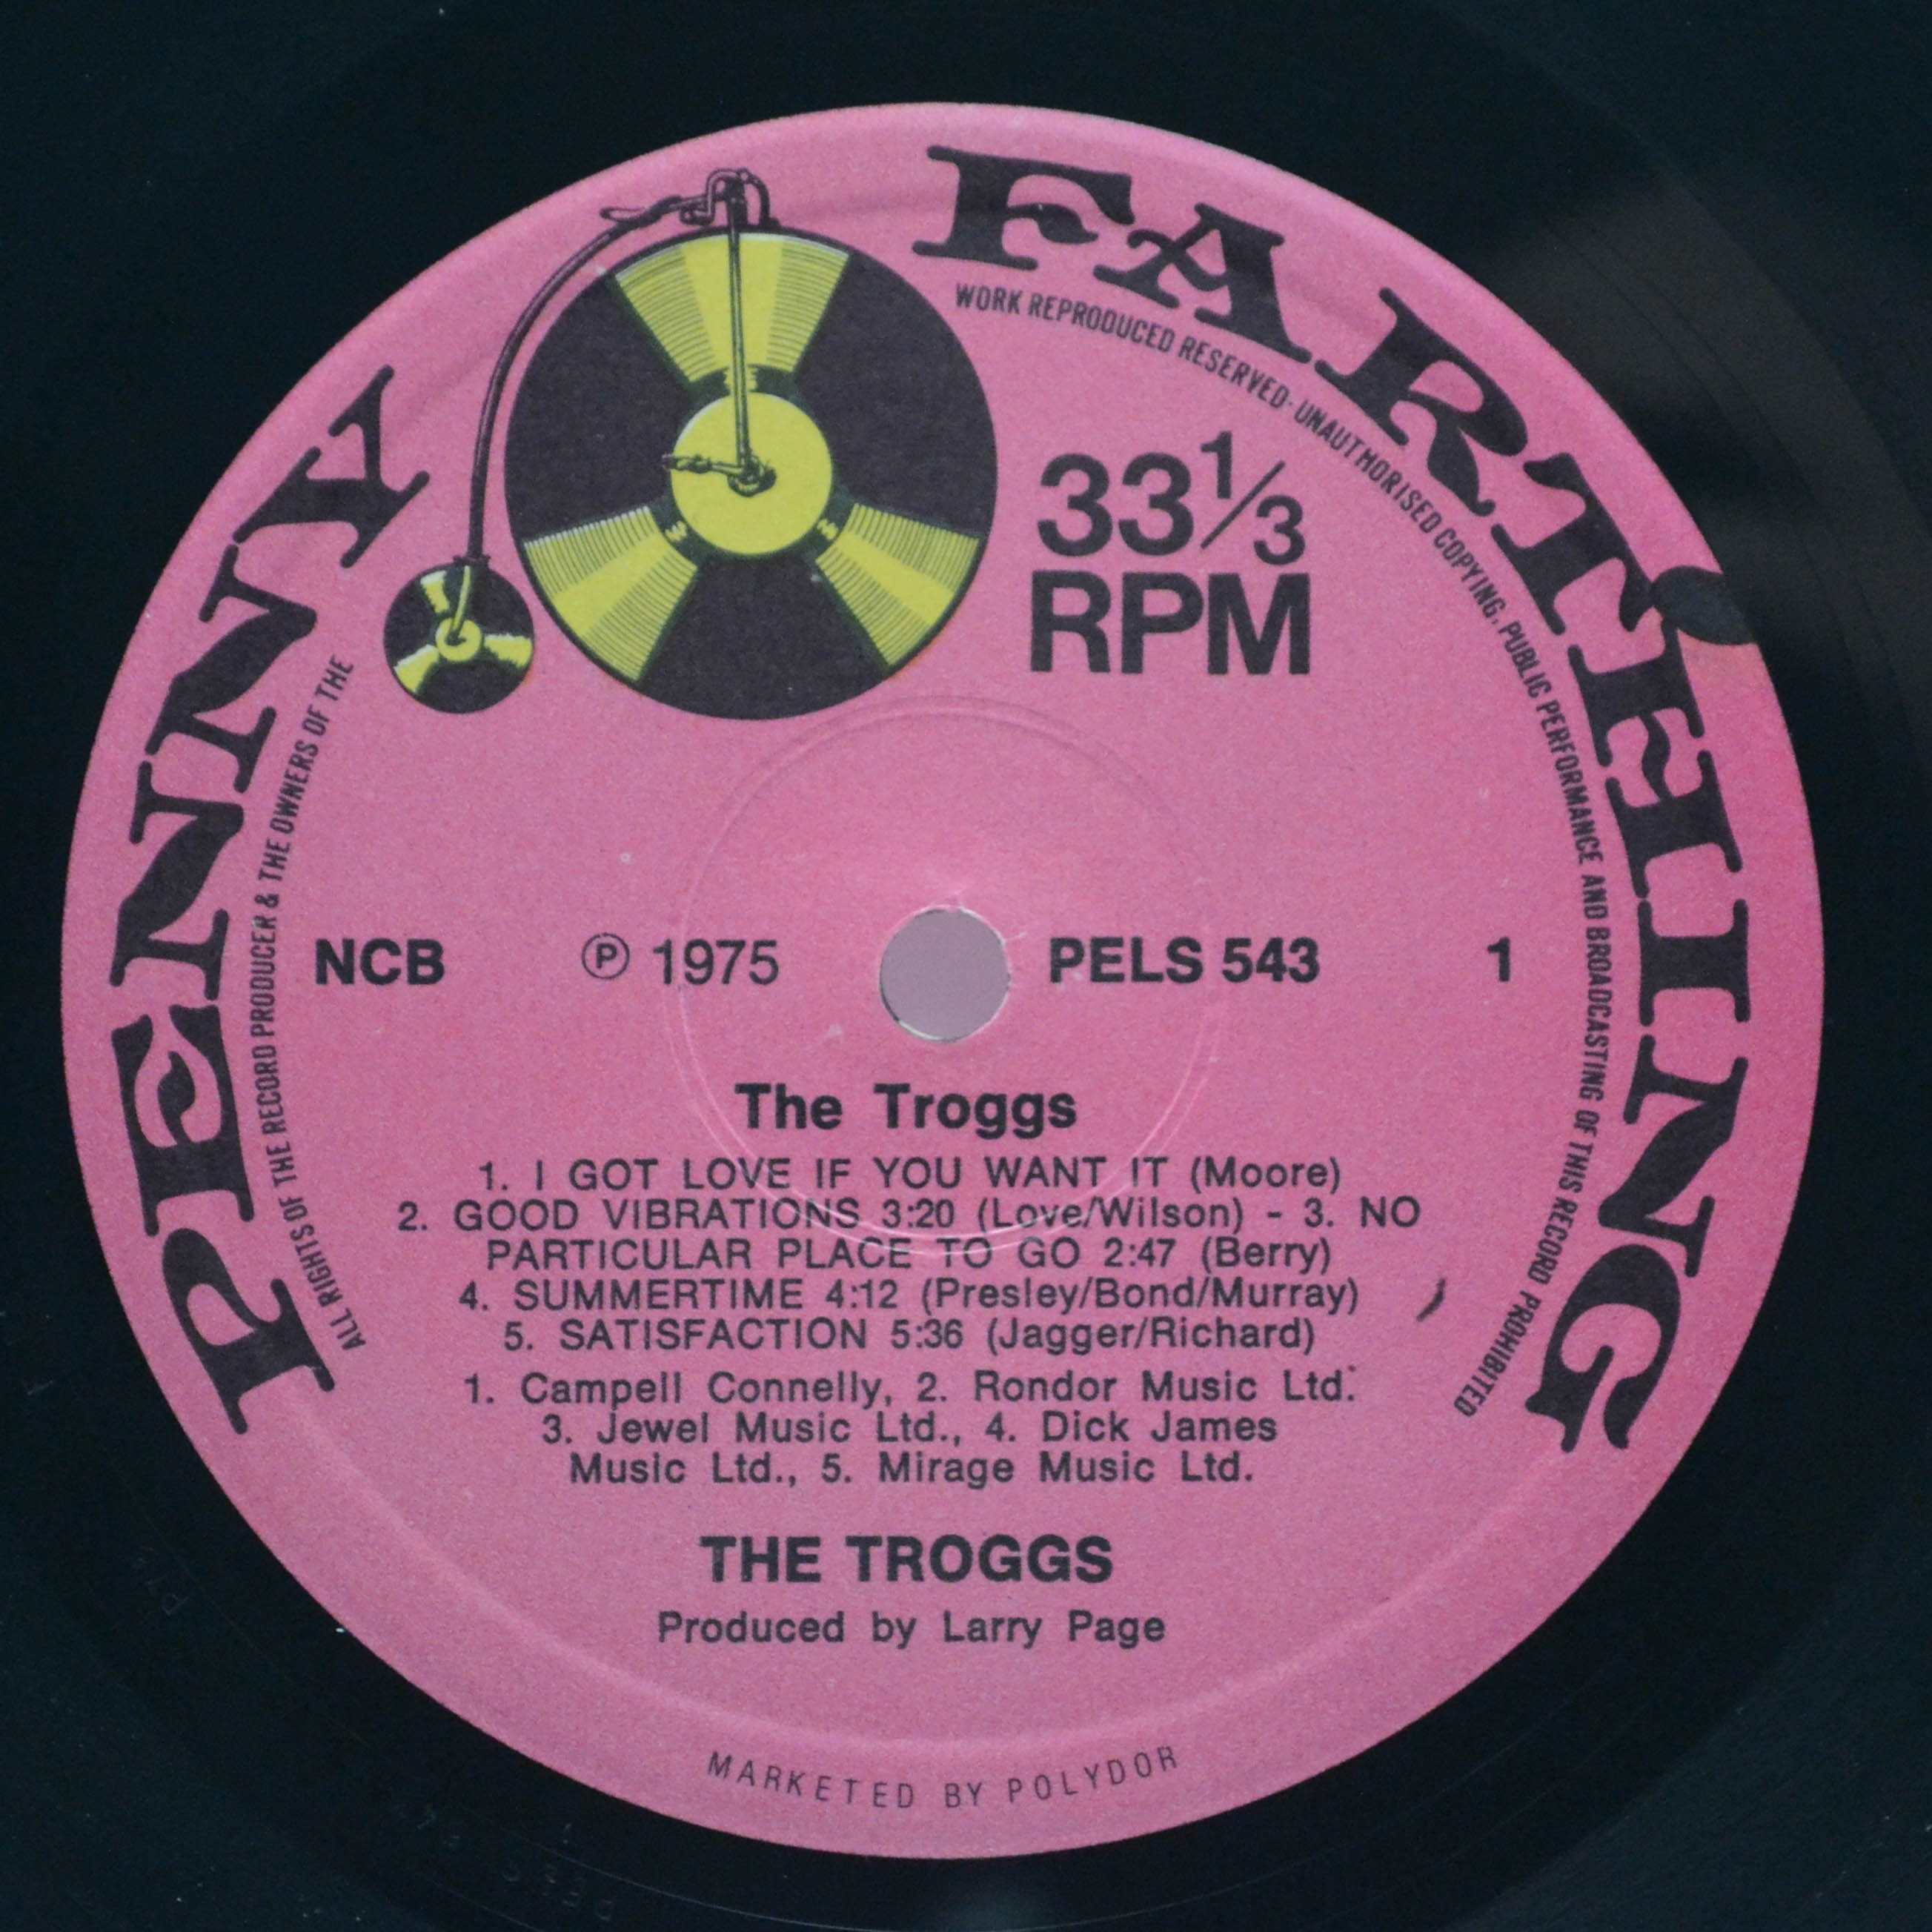 PENNY FARTHING
ALL RIGHTS OF THE RECORD PRODUCER & THE OWNERS OF THE
WORK REPRODUCED RESERVED· UNAUTHORISED COPYING, PUBLIC PERFORMANCE AND BROADCASTING OF THIS RECORD PROHIBITED
33⅓
RPM
NCB ℗ 1975 PELS 543 1
The Troggs
1. I GOT LOVE IF YOU WANT IT (Moore)
2. GOOD VIBRATIONS 3:20 (Love/Wilson) - 3. NO
PARTICULAR PLACE TO GO 2:47 (Berry)
4. SUMMERTIME 4:12 (Presley/Bond/Murray)
5. SATISFACTION 5:36 (Jagger/Richard)
1. Campell Connelly, 2. Rondor Music Ltd.
3. Jewel Music Ltd., 4. Dick James
Music Ltd., 5. Mirage Music Ltd.
THE TROGGS
Produced by Larry Page
MARKETED BY POLYDOR